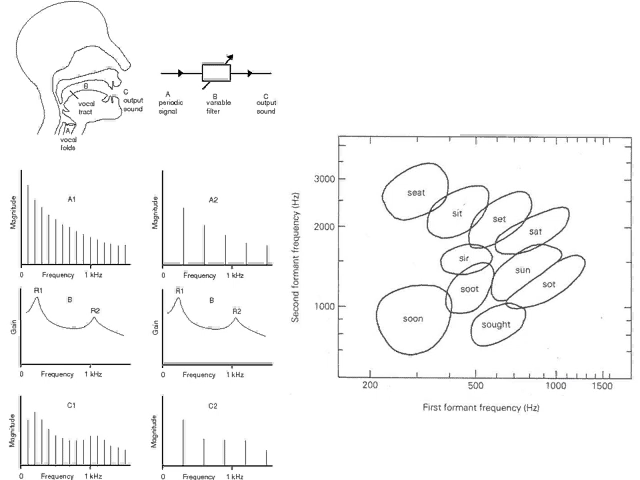 B
C
output
sound
vocal
tract
A
vocal
folds
A
periodic
signal
B
variable
filter
C
output
sound
A1
Magnitude
0 Frequency 1 kHz
A2
Magnitude
0 Frequency 1 kHz
R1
B
R2
Gain
0 Frequency 1 kHz
R1
B
R2
Gain
0 Frequency 1 kHz
C1
Magnitude
0 Frequency 1 kHz
C2
Magnitude
0 Frequency 1 kHz
Second formant frequency (Hz)
3000
2000
1000
seat
sit
set
sat
sir
sun
soot
sot
soon
sought
200 500 1000 1500
First formant frequency (Hz)